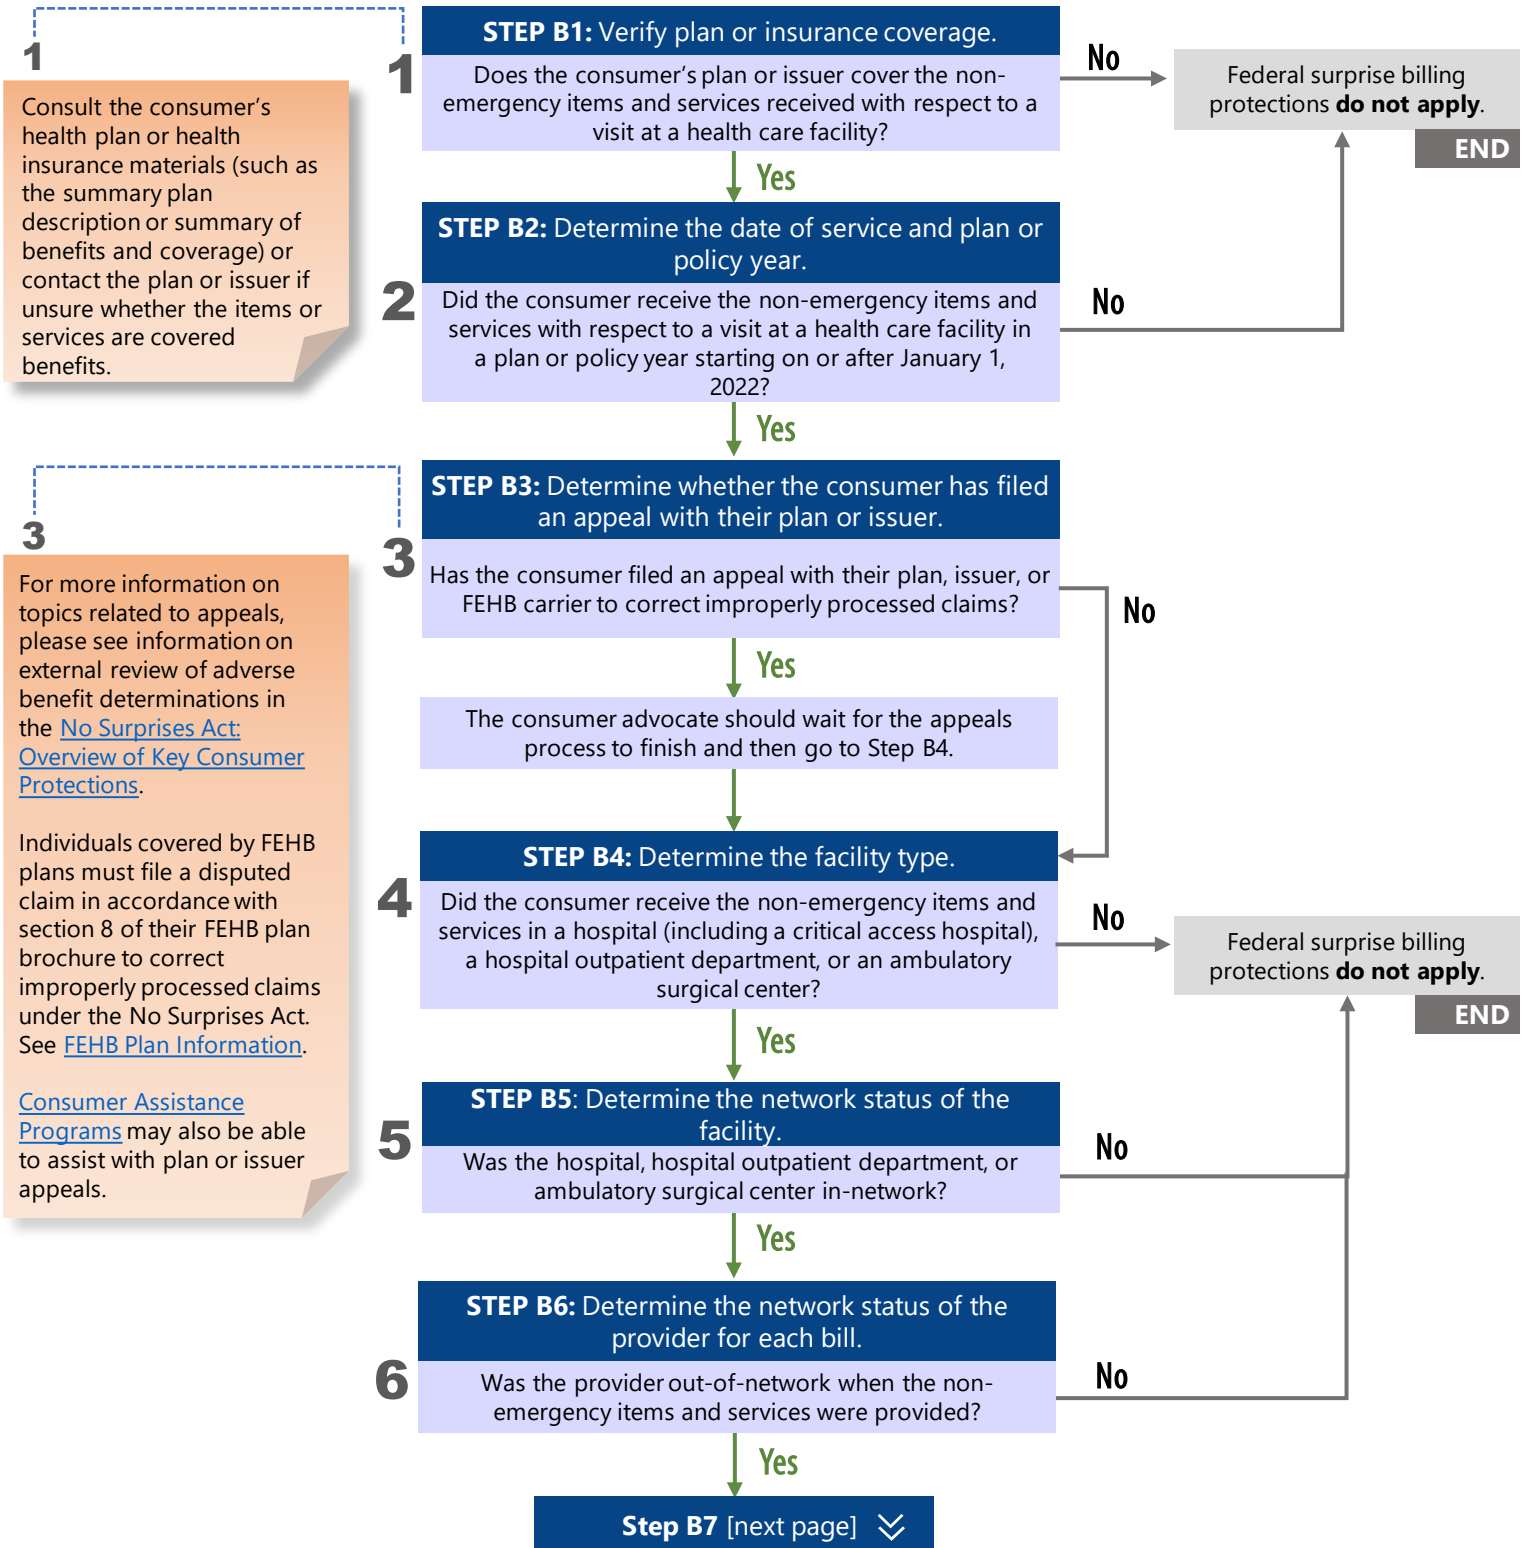 STEP B1: Verify plan or insurance coverage.
1
Does the consumer's plan or issuer cover the non-
emergency items and services received with respect to a
visit at a health care facility?
No
Federal surprise billing
protections do not apply.
END
Yes
1
Consult the consumer's
health plan or health
insurance materials (such as
the summary plan
description or summary of
benefits and coverage) or
contact the plan or issuer if
unsure whether the items or
services are covered
benefits.
STEP B2: Determine the date of service and plan or
policy year.
2
Did the consumer receive the non-emergency items and
services with respect to a visit at a health care facility in
a plan or policy year starting on or after January 1,
2022?
No
Yes
STEP B3: Determine whether the consumer has filed
an appeal with their plan or issuer.
3
Has the consumer filed an appeal with their plan, issuer, or
FEHB carrier to correct improperly processed claims?
No
Yes
The consumer advocate should wait for the appeals
process to finish and then go to Step B4.
3
For more information on
topics related to appeals,
please see information on
external review of adverse
benefit determinations in
the No Surprises Act:
Overview of Key Consumer
Protections.
Individuals covered by FEHB
plans must file a disputed
claim in accordance with
section 8 of their FEHB plan
brochure to correct
improperly processed claims
under the No Surprises Act.
See FEHB Plan Information.
Consumer Assistance
Programs may also be able
to assist with plan or issuer
appeals.
STEP B4: Determine the facility type.
4
Did the consumer receive the non-emergency items and
services in a hospital (including a critical access hospital),
a hospital outpatient department, or an ambulatory
surgical center?
No
Federal surprise billing
protections do not apply.
END
Yes
STEP B5: Determine the network status of the
facility.
5
Was the hospital, hospital outpatient department, or
ambulatory surgical center in-network?
No
Yes
STEP B6: Determine the network status of the
provider for each bill.
6
Was the provider out-of-network when the non-
emergency items and services were provided?
No
Yes
Step B7 [next page]